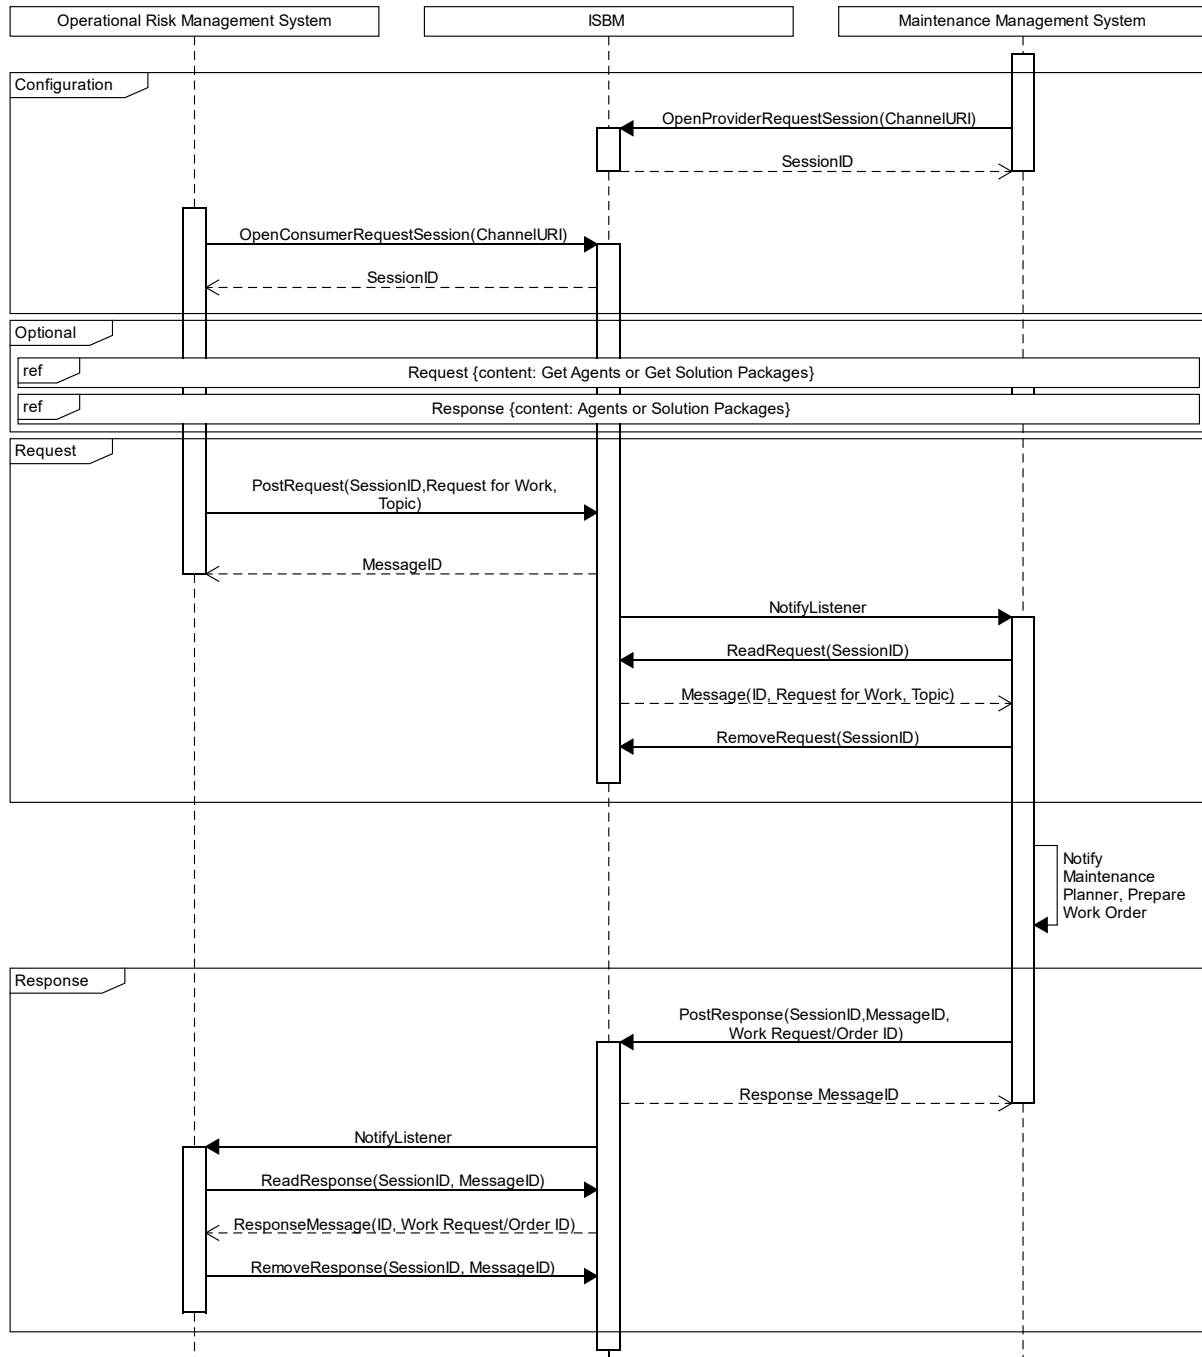 Operational Risk Management System
ISBM
Maintenance Management System
Configuration
OpenProviderRequestSession(ChannelURI)
SessionID
OpenConsumerRequestSession(ChannelURI)
SessionID
Optional
ref
Request {content: Get Agents or Get Solution Packages}
ref
Response {content: Agents or Solution Packages}
Request
PostRequest(SessionID,Request for Work,
Topic)
MessageID
NotifyListener
ReadRequest(SessionID)
Message(ID, Request for Work, Topic)
RemoveRequest(SessionID)
Notify
Maintenance
Planner, Prepare
Work Order
Response
PostResponse(SessionID,MessageID,
Work Request/Order ID)
Response MessageID
NotifyListener
ReadResponse(SessionID, MessageID)
ResponseMessage(ID, Work Request/Order ID)
RemoveResponse(SessionID, MessageID)